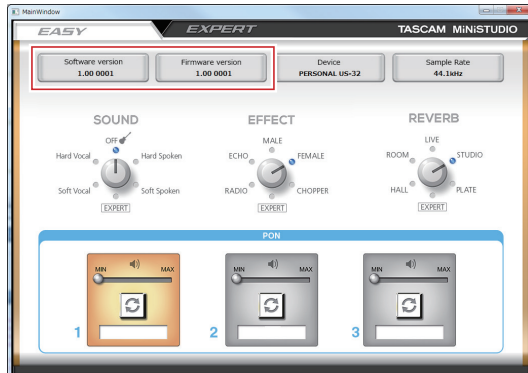 MainWindow
EASY EXPERT TASCAM MiNiSTUDIO
Software version Firmware version Device Sample Rate
1.00 0001 1.00 0001 PERSONAL US-32 44.1kHz
SOUND EFFECT REVERB
OFF MALE LIVE
Hard Vocal Hard Spoken ECHO FEMALE ROOM STUDIO
Soft Vocal Soft Spoken RADIO CHOPPER HALL PLATE
EXPERT EXPERT EXPERT
PON
MIN MAX MIN MAX MIN MAX
1 2 3